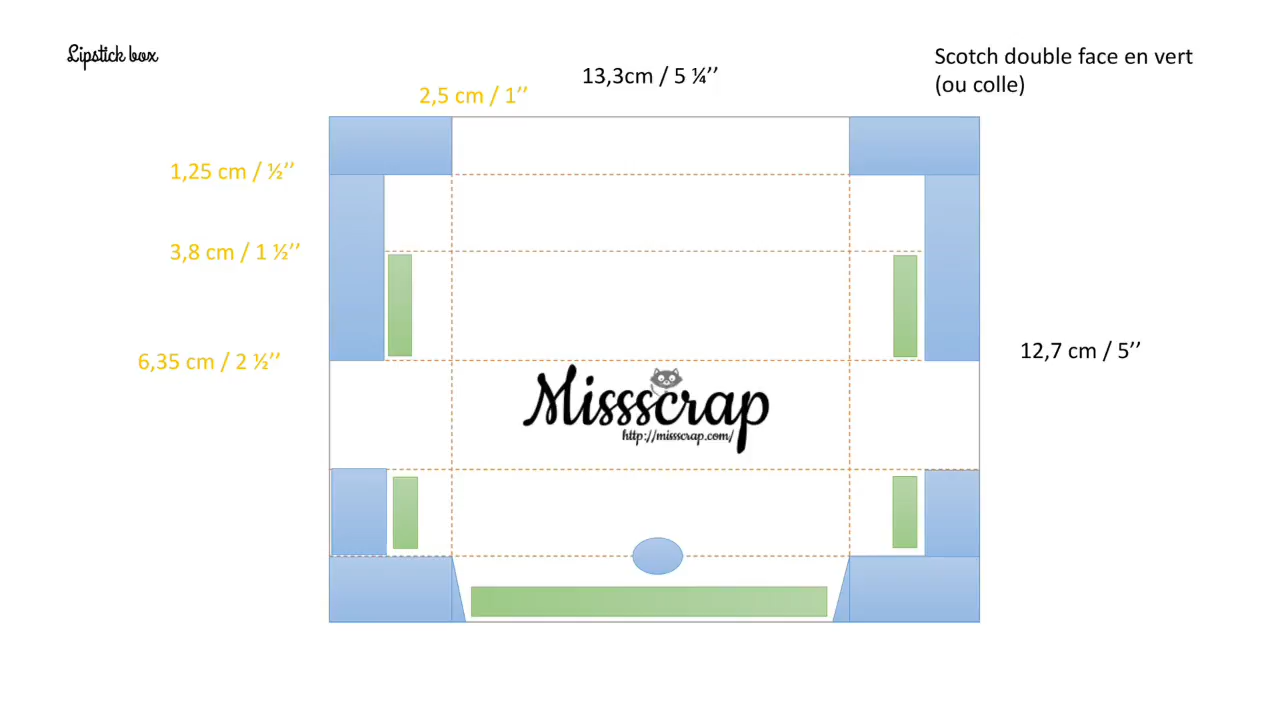 Lipstick box
Scotch double face en vert
(ou colle)
13,3cm / 5 ¼’’
2,5 cm / 1’’
1,25 cm / ½’’
3,8 cm / 1 ½’’
6,35 cm / 2 ½’’
12,7 cm / 5’’
Missscrap
http://missscrap.com/